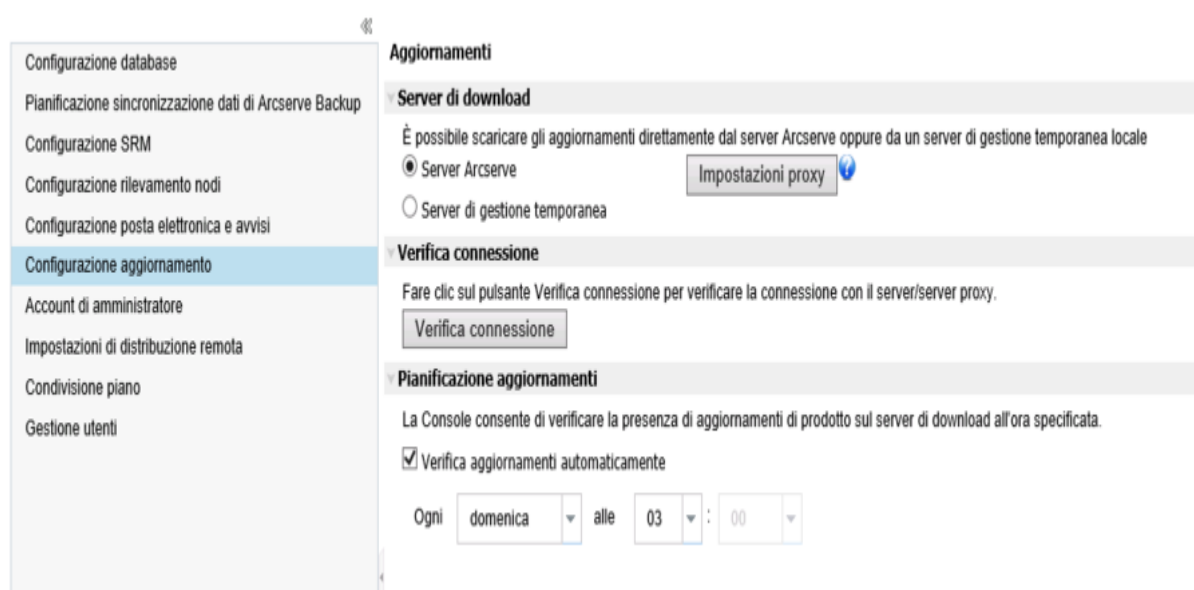 Configurazione database
Pianificazione sincronizzazione dati di Arcserve Backup
Configurazione SRM
Configurazione rilevamento nodi
Configurazione posta elettronica e avvisi
Configurazione aggiornamento
Account di amministratore
Impostazioni di distribuzione remota
Condivisione piano
Gestione utenti
Aggiornamenti
Server di download
È possibile scaricare gli aggiornamenti direttamente dal server Arcserve oppure da un server di gestione temporanea locale
Server Arcserve
Impostazioni proxy
?
Server di gestione temporanea
Verifica connessione
Fare clic sul pulsante Verifica connessione per verificare la connessione con il server/server proxy.
Verifica connessione
Pianificazione aggiornamenti
La Console consente di verificare la presenza di aggiornamenti di prodotto sul server di download all'ora specificata.
Verifica aggiornamenti automaticamente
Ogni domenica alle 03 : 00